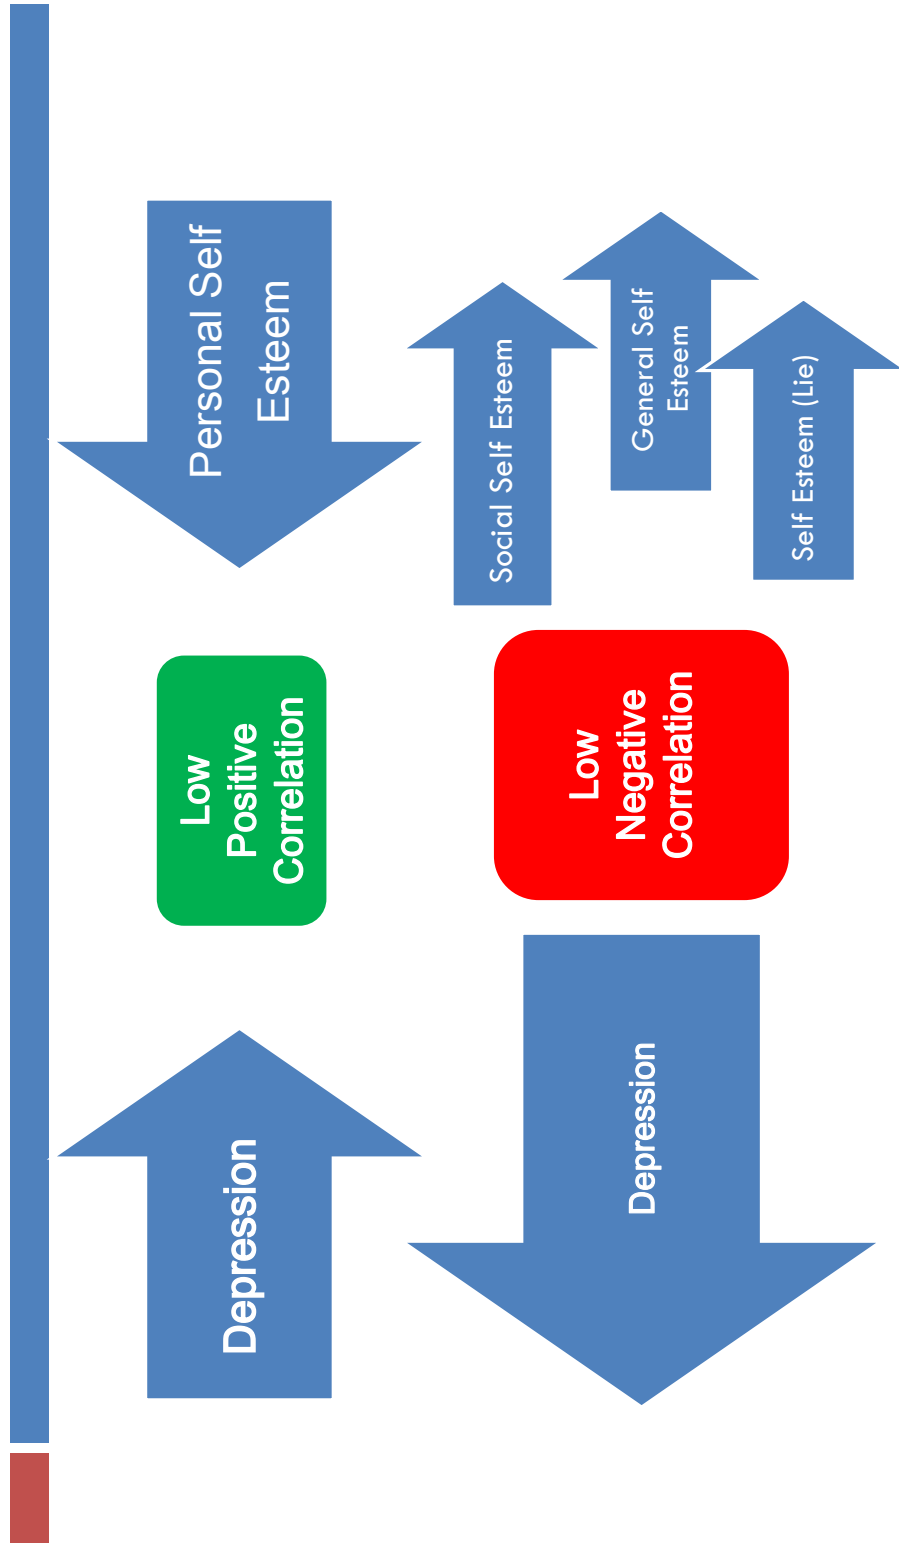 Depression
Low
Positive
Correlation
Personal Self
Esteem
Depression
Low
Negative
Correlation
Social Self Esteem
General Self
Esteem
Self Esteem (Lie)